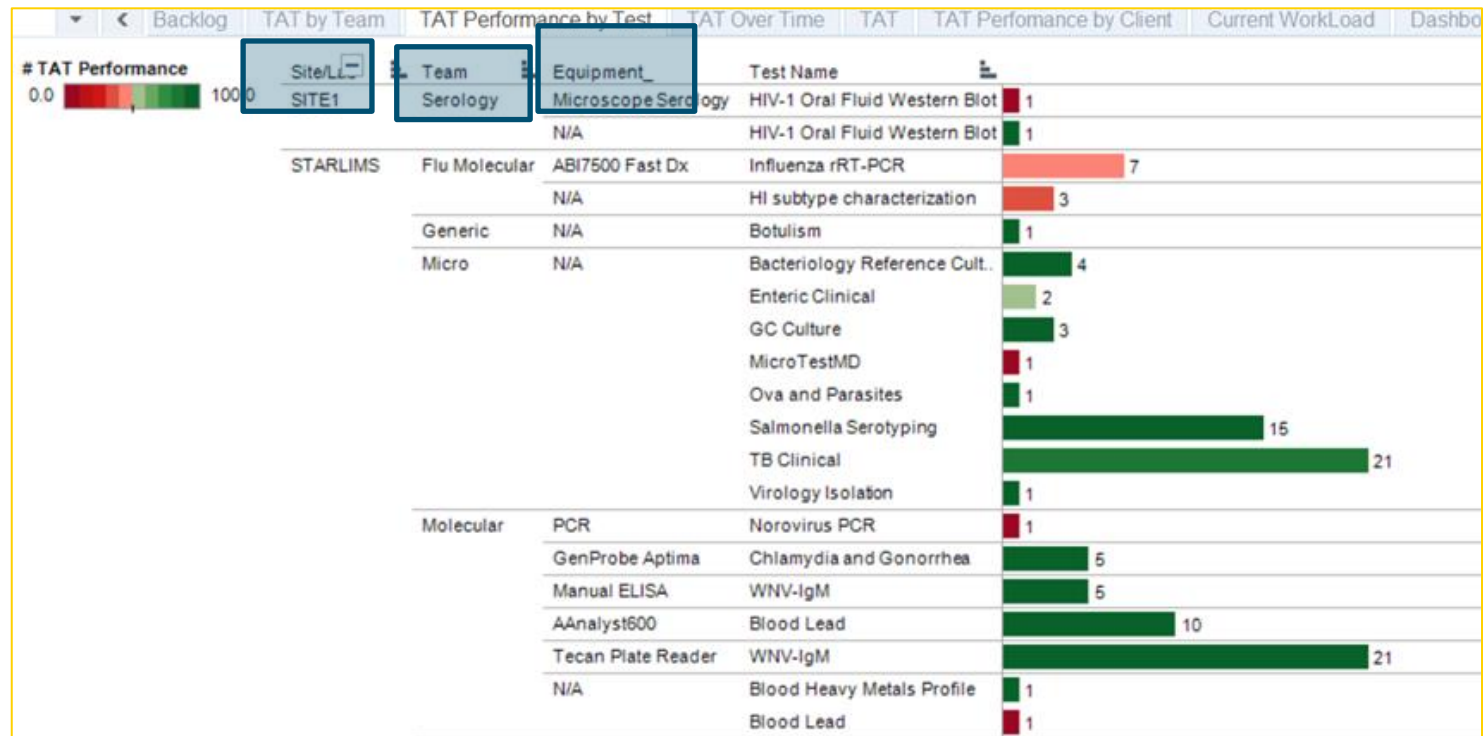 Backlog TAT by Team TAT Performance by Test TAT Over Time TAT TAT Perfomance by Client Current WorkLoad Dashbo
# TAT Performance
0.0 100.0
Team Equipment_ Test Name
SITE1 Serology Microscope Serology HIV-1 Oral Fluid Western Blot 1
N/A HIV-1 Oral Fluid Western Blot 1
STARLIMS Flu Molecular ABI7500 Fast Dx Influenza rRT-PCR 7
N/A HI subtype characterization 3
Generic N/A Botulism 1
Micro N/A Bacteriology Reference Cult.. 4
Enteric Clinical 2
GC Culture 3
MicroTestMD 1
Ova and Parasites 1
Salmonella Serotyping 15
TB Clinical 21
Virology Isolation 1
Molecular PCR Norovirus PCR 1
GenProbe Aptima Chlamydia and Gonorrhea 5
Manual ELISA WNV-IgM 5
AAnalyst600 Blood Lead 10
Tecan Plate Reader WNV-IgM 21
N/A Blood Heavy Metals Profile 1
Blood Lead 1